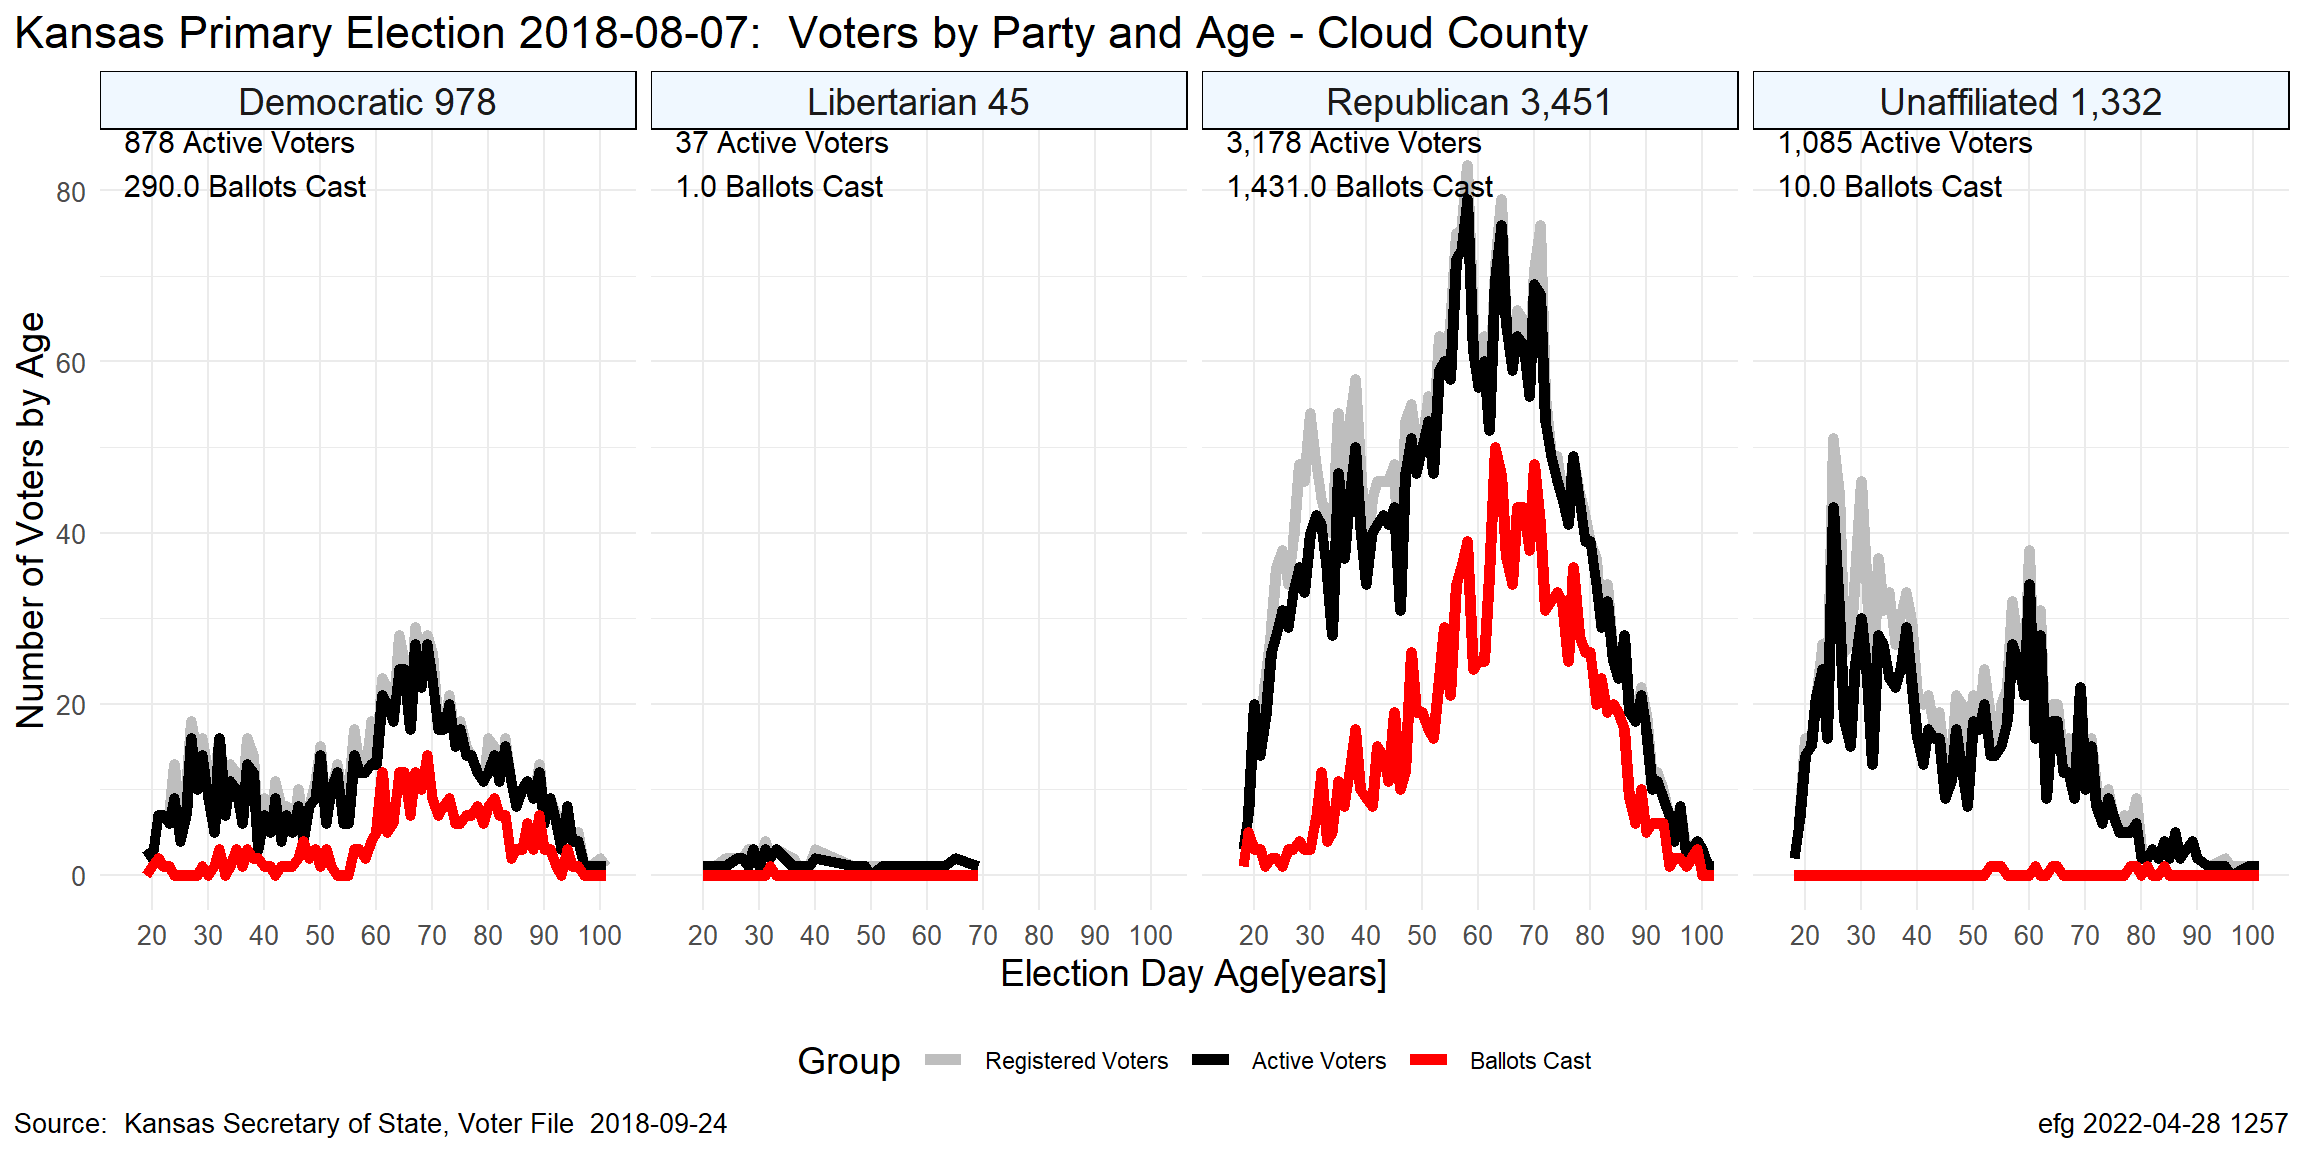 Kansas Primary Election 2018-08-07:  Voters by Party and Age - Cloud County
Democratic 978
Libertarian 45
Republican 3,451
Unaffiliated 1,332
878 Active Voters
290.0 Ballots Cast
37 Active Voters
1.0 Ballots Cast
3,178 Active Voters
1,431.0 Ballots Cast
1,085 Active Voters
10.0 Ballots Cast
Number of Voters by Age
80
60
40
20
0
20 30 40 50 60 70 80 90 100
20 30 40 50 60 70 80 90 100
20 30 40 50 60 70 80 90 100
20 30 40 50 60 70 80 90 100
Election Day Age[years]
Group Registered Voters Active Voters Ballots Cast
Source:  Kansas Secretary of State, Voter File  2018-09-24
efg 2022-04-28 1257